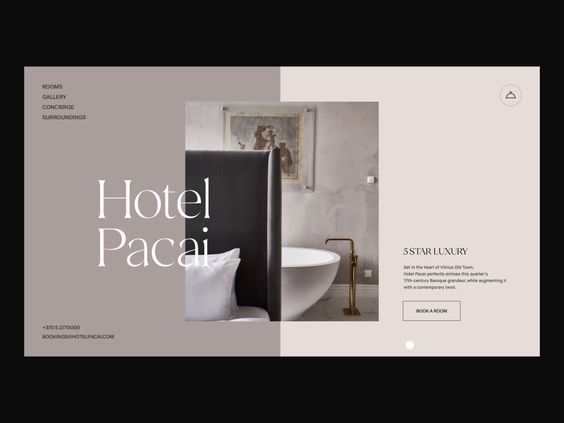 ROOMS
GALLERY
CONCIERGE
SURROUNDINGS
Hotel
Pacai
5 STAR LUXURY
Set in the heart of Vilnius Old Town,
Hotel Pacai perfectly echoes this quarter's
17th-century Baroque grandeur, while augmenting it
with a contemporary twist.
BOOK A ROOM
+370 5 2770000
BOOKINGS@HOTELPACAI.COM